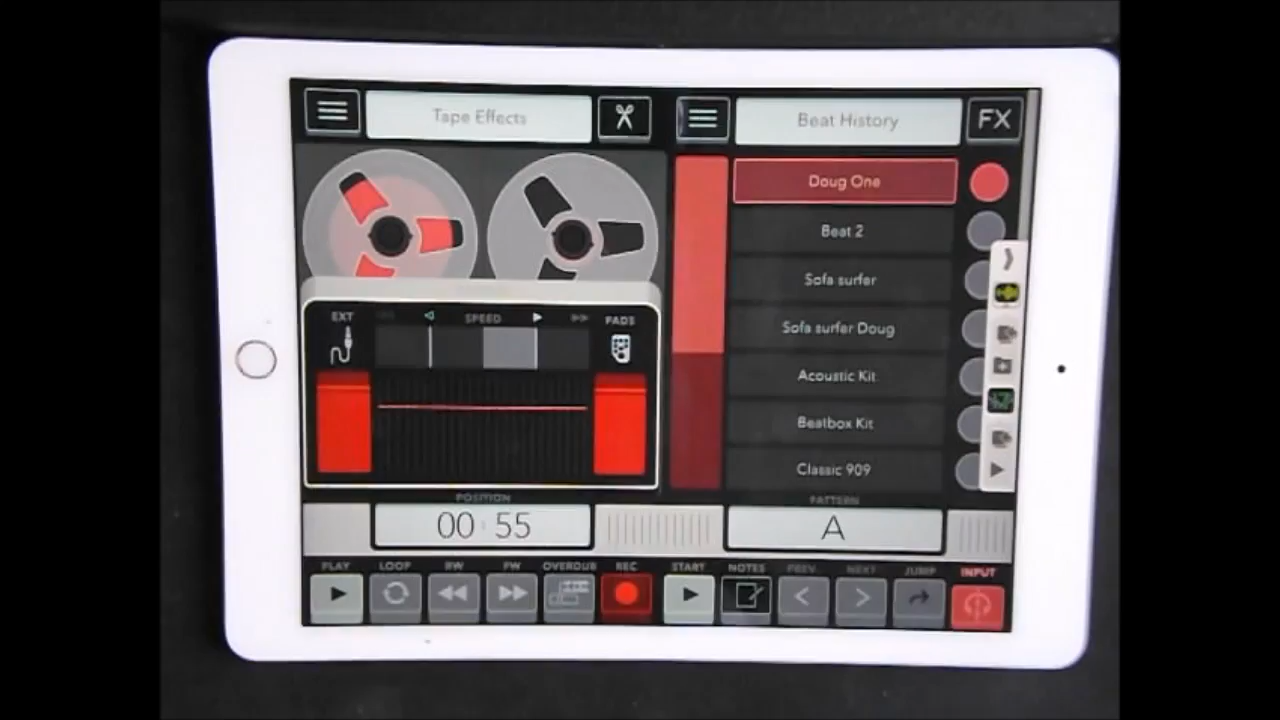 Tape Effects
Beat History
FX
Doug One
Beat 2
Sofa surfer
Sofa surfer Doug
Acoustic Kit
Beatbox Kit
Classic 909
EXT
SPEED
PADS
POSITION
00:55
PATTERN
A
PLAY LOOP RW FW OVERDUB REC START NOTES PREV NEXT JUMP INPUT